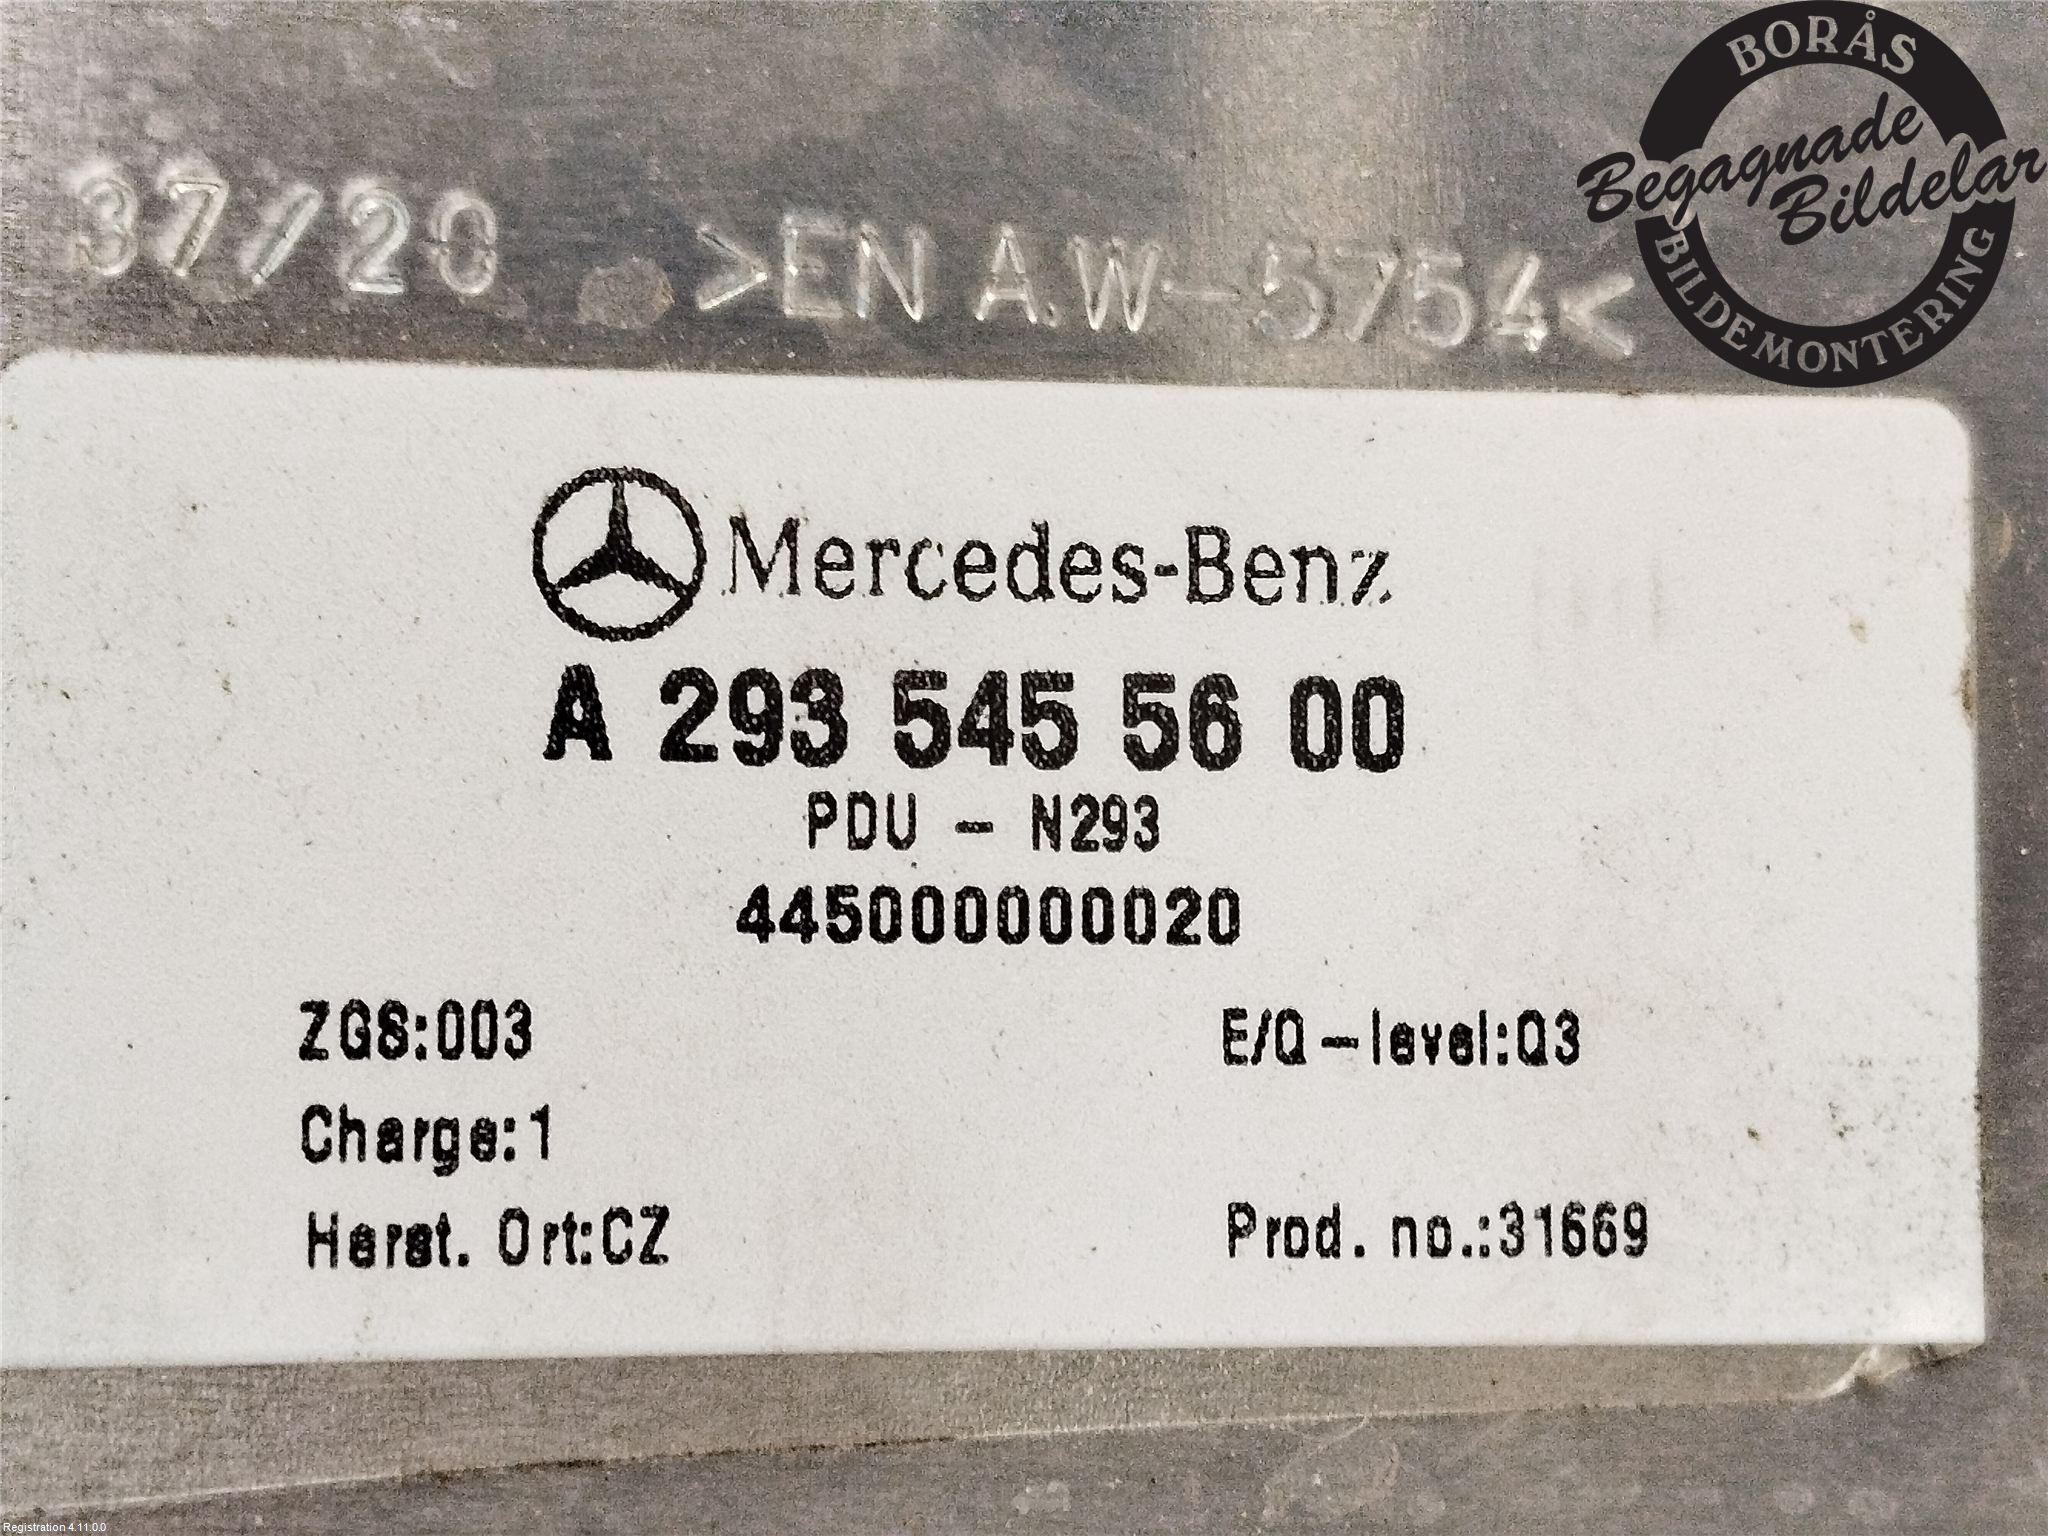 BORÅS
Begagnade
Bildelar
BILDEMONTERING
37/20 >EN A.W-5754<
Mercedes-Benz
A 293 545 56 00
PDU - N293
445000000020
ZGS:003 E/Q-level:Q3
Charge:1
Herst. Ort:CZ Prod. no.:31669
Registration 4.11.0.0